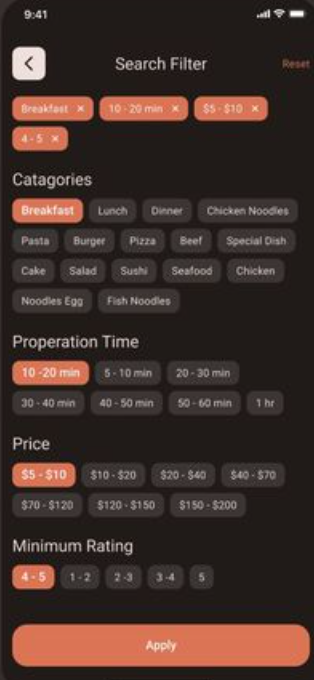 9:41
Search Filter Reset
Breakfast × 10 - 20 min × $5 - $10 ×
4 - 5 ×
Catagories
Breakfast Lunch Dinner Chicken Noodles
Pasta Burger Pizza Beef Special Dish
Cake Salad Sushi Seafood Chicken
Noodles Egg Fish Noodles
Properation Time
10 -20 min 5 - 10 min 20 - 30 min
30 - 40 min 40 - 50 min 50 - 60 min 1 hr
Price
$5 - $10 $10 - $20 $20 - $40 $40 - $70
$70 - $120 $120 - $150 $150 - $200
Minimum Rating
4 - 5 1 - 2 2 -3 3 -4 5
Apply